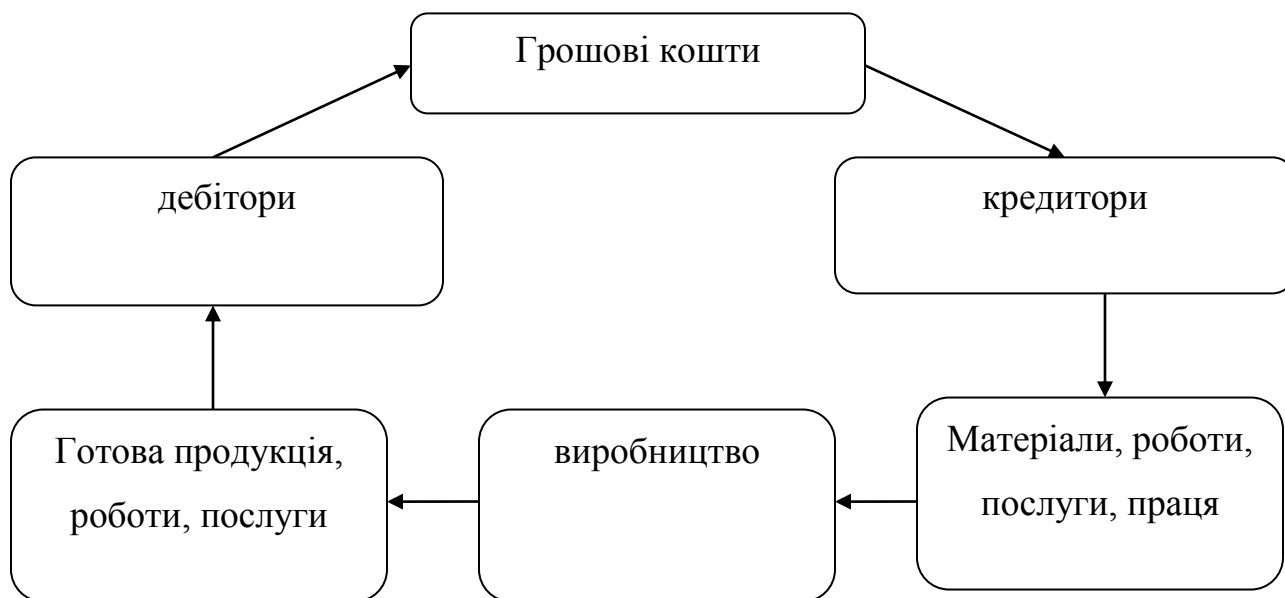 Грошові кошти
дебітори
кредитори
Готова продукція,
роботи, послуги
виробництво
Матеріали, роботи,
послуги, праця